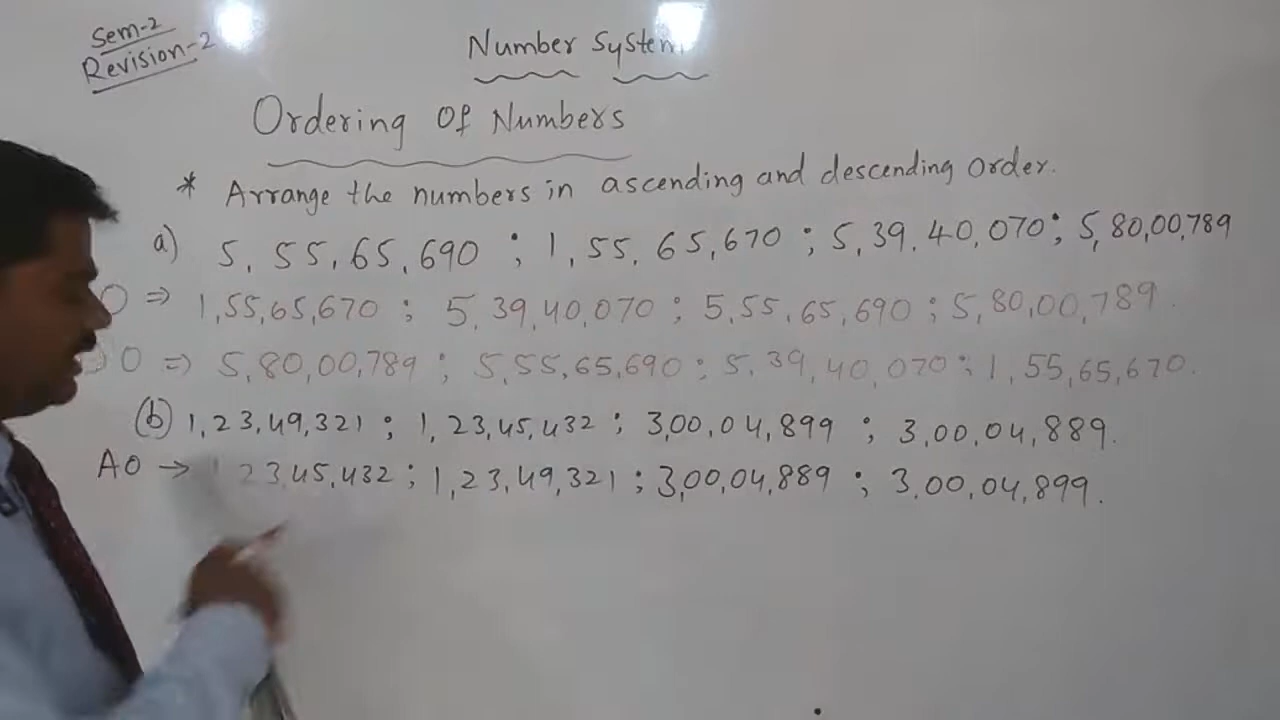 Sem-2
Revision-2
Number System
Ordering Of Numbers
* Arrange the numbers in ascending and descending order.
a) 5,55,65,690 ; 1,55,65,670 ; 5,39,40,070 ; 5,80,00,789
O ⇒ 1,55,65,670 ; 5,39,40,070 ; 5,55,65,690 ; 5,80,00,789.
DO ⇒ 5,80,00,789 ; 5,55,65,690 ; 5,39,40,070 ; 1,55,65,670.
(b) 1,23,49,321 ; 1,23,45,432 ; 3,00,04,899 ; 3,00,04,889.
AO → 1 23,45,432 ; 1,23,49,321 ; 3,00,04,889 ; 3,00,04,899.